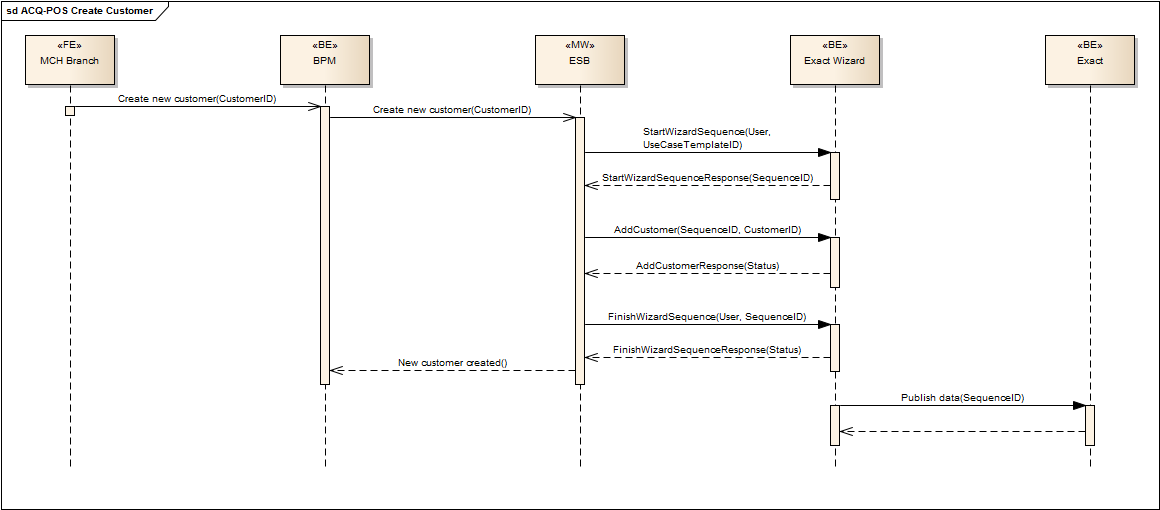 sd ACQ-POS Create Customer
«FE»
MCH Branch
«BE»
BPM
«MW»
ESB
«BE»
Exact Wizard
«BE»
Exact
Create new customer(CustomerID)
Create new customer(CustomerID)
StartWizardSequence(User,
UseCaseTemplateID)
StartWizardSequenceResponse(SequenceID)
AddCustomer(SequenceID, CustomerID)
AddCustomerResponse(Status)
FinishWizardSequence(User, SequenceID)
FinishWizardSequenceResponse(Status)
New customer created()
Publish data(SequenceID)